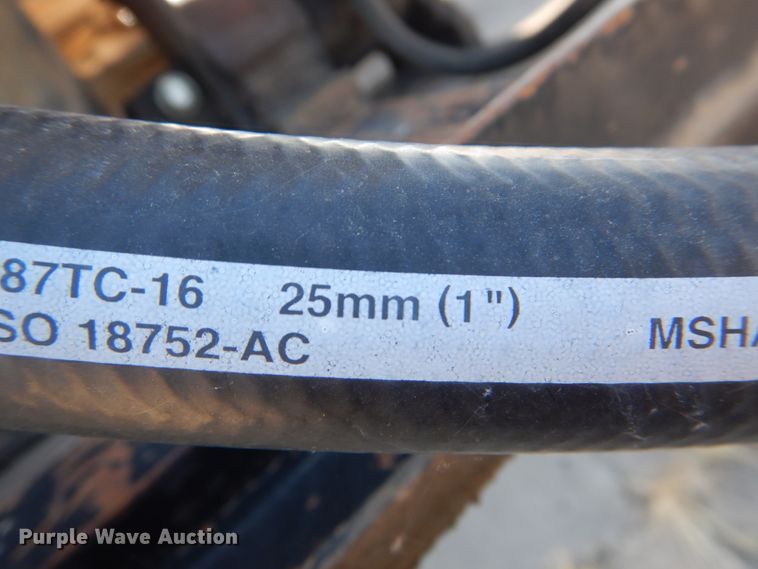 87TC-16 25mm (1")
SO 18752-AC
MSHA
Purple Wave Auction